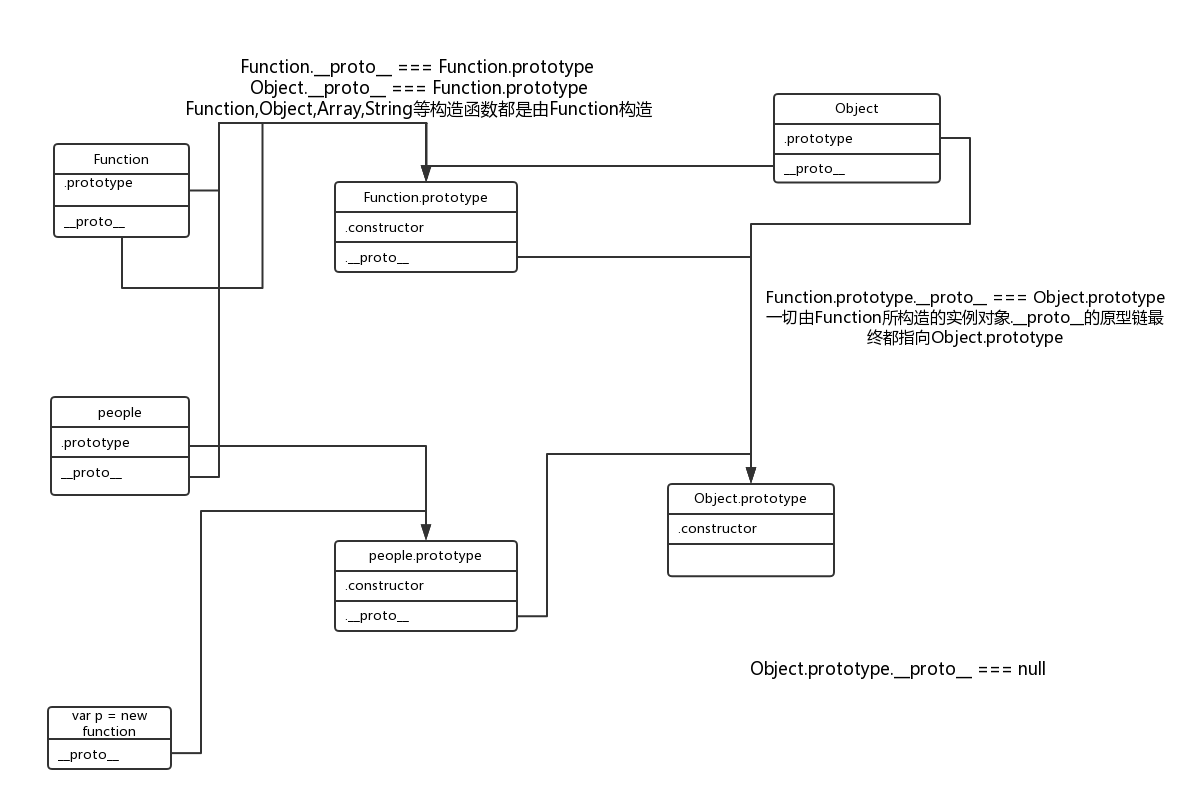 Function.__proto__ === Function.prototype
Object.__proto__ === Function.prototype
Function,Object,Array,String等构造函数都是由Function构造
Object
.prototype
__proto__
Function
.prototype
__proto__
Function.prototype
.constructor
.__proto__
Function.prototype.__proto__ === Object.prototype
一切由Function所构造的实例对象.__proto__的原型链最
终都指向Object.prototype
people
.prototype
__proto__
Object.prototype
.constructor
people.prototype
.constructor
.__proto__
Object.prototype.__proto__ === null
var p = new
function
__proto__